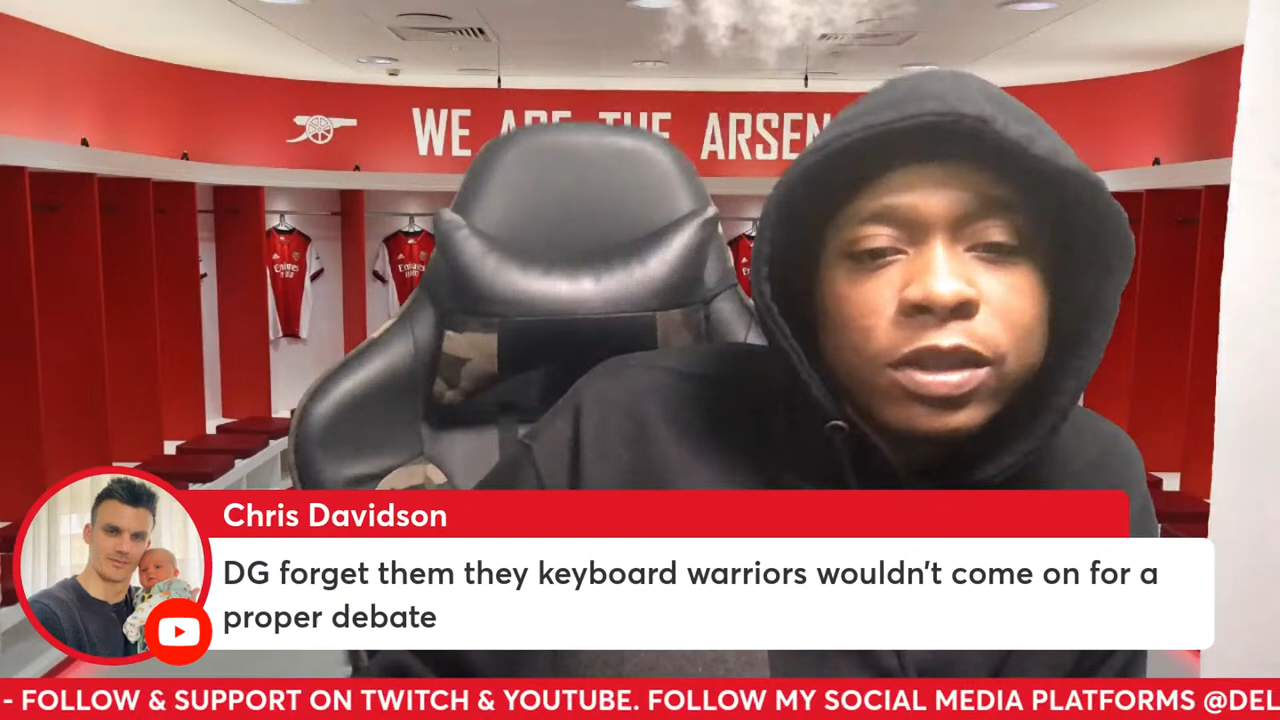 WE ARE THE ARSEN
Emirates
Emirates
Chris Davidson
DG forget them they keyboard warriors wouldn't come on for a
proper debate
- FOLLOW & SUPPORT ON TWITCH & YOUTUBE. FOLLOW MY SOCIAL MEDIA PLATFORMS @DEL